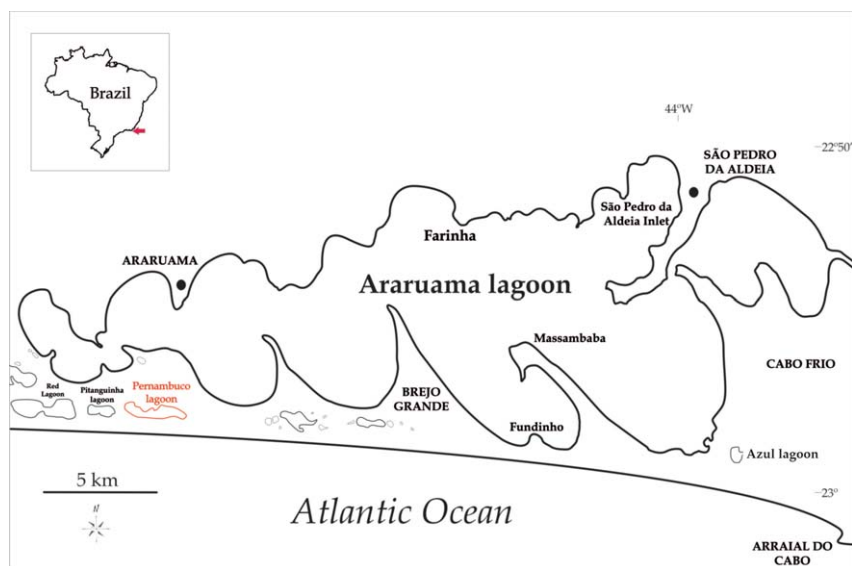 Brazil
44°W
22°50'
SÃO PEDRO
DA ALDEIA
São Pedro da
Aldeia Inlet
Farinha
ARARUAMA
Araruama lagoon
Massambaba
CABO FRIO
Red
Lagoon
Pitanguinha
lagoon
Pernambuco
lagoon
BREJO
GRANDE
Fundinho
Azul lagoon
5 km
23°
N
Atlantic Ocean
ARRAIAL DO
CABO